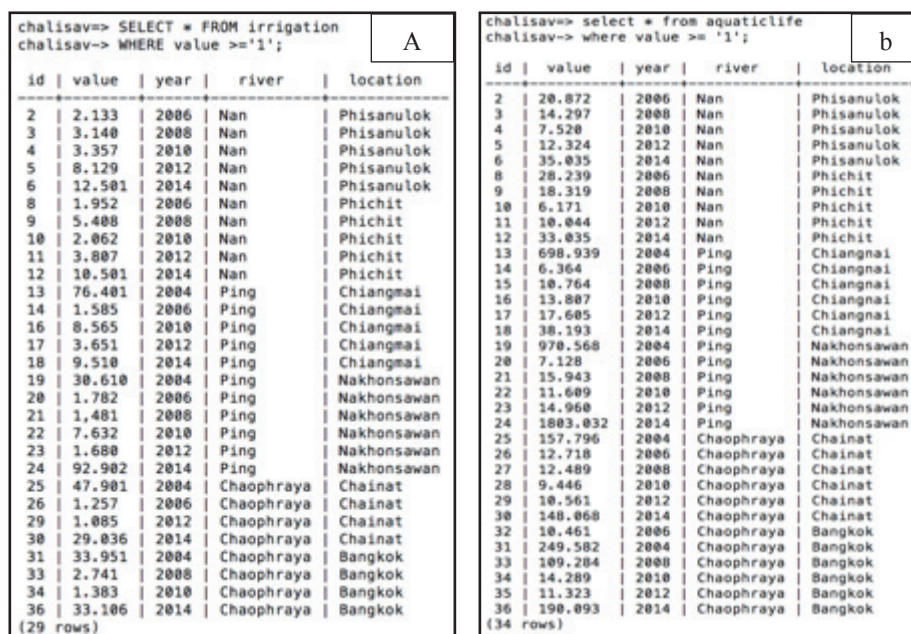 chalisav=> SELECT * FROM irrigation
chalisav-> WHERE value >='1';
A
id | value | year | river | location
2 | 2.133 | 2006 | Nan | Phisanulok
3 | 3.140 | 2008 | Nan | Phisanulok
4 | 3.357 | 2010 | Nan | Phisanulok
5 | 8.129 | 2012 | Nan | Phisanulok
6 | 12.501 | 2014 | Nan | Phisanulok
8 | 1.952 | 2006 | Nan | Phichit
9 | 5.408 | 2008 | Nan | Phichit
10 | 2.062 | 2010 | Nan | Phichit
11 | 3.807 | 2012 | Nan | Phichit
12 | 10.501 | 2014 | Nan | Phichit
13 | 76.401 | 2004 | Ping | Chiangmai
14 | 1.585 | 2006 | Ping | Chiangmai
16 | 8.565 | 2010 | Ping | Chiangmai
17 | 3.651 | 2012 | Ping | Chiangmai
18 | 9.510 | 2014 | Ping | Chiangmai
19 | 30.610 | 2004 | Ping | Nakhonsawan
20 | 1.782 | 2006 | Ping | Nakhonsawan
21 | 1.481 | 2008 | Ping | Nakhonsawan
22 | 7.632 | 2010 | Ping | Nakhonsawan
23 | 1.680 | 2012 | Ping | Nakhonsawan
24 | 92.902 | 2014 | Ping | Nakhonsawan
25 | 47.901 | 2004 | Chaophraya | Chainat
26 | 1.257 | 2006 | Chaophraya | Chainat
29 | 1.085 | 2012 | Chaophraya | Chainat
30 | 29.036 | 2014 | Chaophraya | Chainat
31 | 33.951 | 2004 | Chaophraya | Bangkok
33 | 2.741 | 2008 | Chaophraya | Bangkok
34 | 1.383 | 2010 | Chaophraya | Bangkok
36 | 33.106 | 2014 | Chaophraya | Bangkok
(29 rows)
chalisav=> select * from aquaticlife
chalisav-> where value >= '1';
b
id | value | year | river | location
2 | 20.872 | 2006 | Nan | Phisanulok
3 | 14.297 | 2008 | Nan | Phisanulok
4 | 7.520 | 2010 | Nan | Phisanulok
5 | 12.324 | 2012 | Nan | Phisanulok
6 | 35.035 | 2014 | Nan | Phisanulok
8 | 28.239 | 2006 | Nan | Phichit
9 | 18.319 | 2008 | Nan | Phichit
10 | 6.171 | 2010 | Nan | Phichit
11 | 10.044 | 2012 | Nan | Phichit
12 | 33.035 | 2014 | Nan | Phichit
13 | 698.939 | 2004 | Ping | Chiangnai
14 | 6.364 | 2006 | Ping | Chiangnai
15 | 10.764 | 2008 | Ping | Chiangnai
16 | 13.807 | 2010 | Ping | Chiangnai
17 | 17.605 | 2012 | Ping | Chiangnai
18 | 38.193 | 2014 | Ping | Chiangnai
19 | 970.568 | 2004 | Ping | Nakhonsawan
20 | 7.128 | 2006 | Ping | Nakhonsawan
21 | 15.943 | 2008 | Ping | Nakhonsawan
22 | 11.609 | 2010 | Ping | Nakhonsawan
23 | 14.960 | 2012 | Ping | Nakhonsawan
24 | 1803.032 | 2014 | Ping | Nakhonsawan
25 | 157.796 | 2004 | Chaophraya | Chainat
26 | 12.718 | 2006 | Chaophraya | Chainat
27 | 12.489 | 2008 | Chaophraya | Chainat
28 | 9.446 | 2010 | Chaophraya | Chainat
29 | 10.561 | 2012 | Chaophraya | Chainat
30 | 148.068 | 2014 | Chaophraya | Chainat
32 | 10.461 | 2006 | Chaophraya | Bangkok
31 | 249.582 | 2004 | Chaophraya | Bangkok
33 | 109.284 | 2008 | Chaophraya | Bangkok
34 | 14.289 | 2010 | Chaophraya | Bangkok
35 | 11.323 | 2012 | Chaophraya | Bangkok
36 | 190.093 | 2014 | Chaophraya | Bangkok
(34 rows)